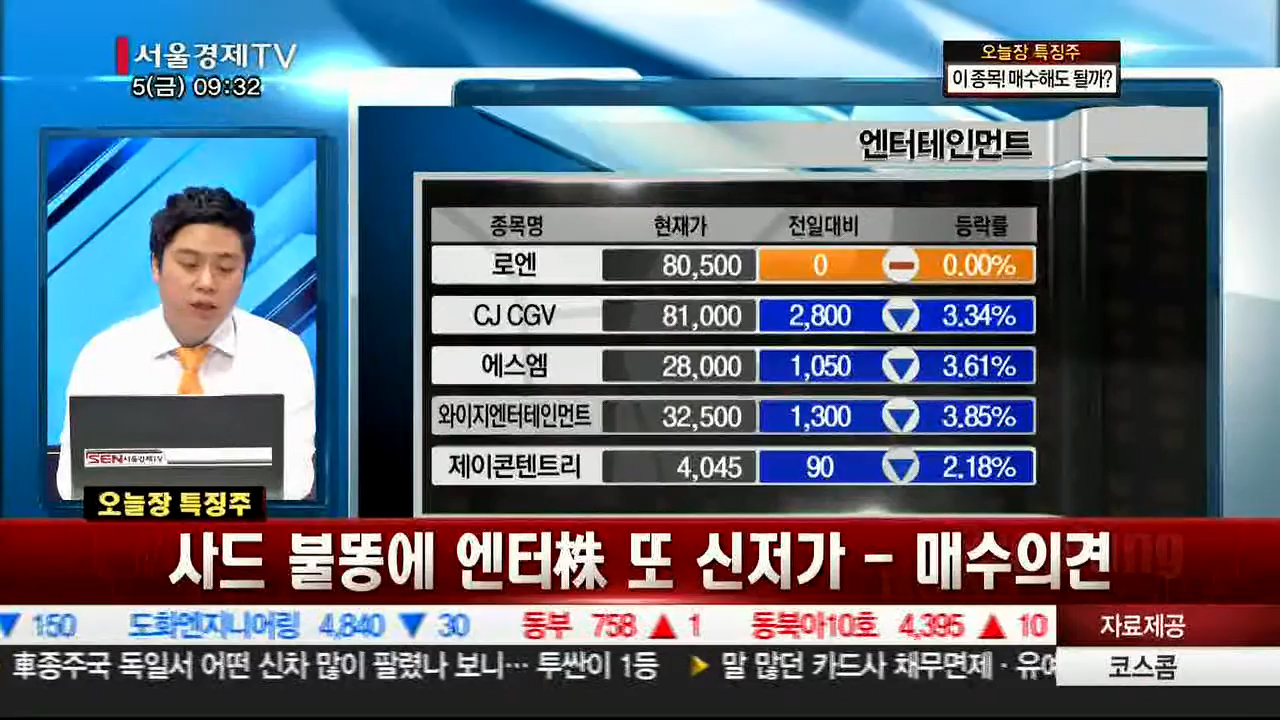 서울경제TV
5(금) 09:32
오늘장 특징주
이 종목! 매수해도 될까?
엔터테인먼트
종목명 현재가 전일대비 등락률
로엔 80,500 0 0.00%
CJ CGV 81,000 2,800 ▼ 3.34%
에스엠 28,000 1,050 ▼ 3.61%
와이지엔터테인먼트 32,500 1,300 ▼ 3.85%
제이콘텐트리 4,045 90 ▼ 2.18%
SEN서울경제TV
오늘장 특징주
사드 불똥에 엔터株 또 신저가 - 매수의견
▼ 150 도화엔지니어링 4,840 ▼ 30 동부 758 ▲ 1 동북아10호 4,395 ▲ 10
자료제공
車종주국 독일서 어떤 신차 많이 팔렸나 보니… 투싼이 1등 ▶ 말 많던 카드사 채무면제·유예
코스콤